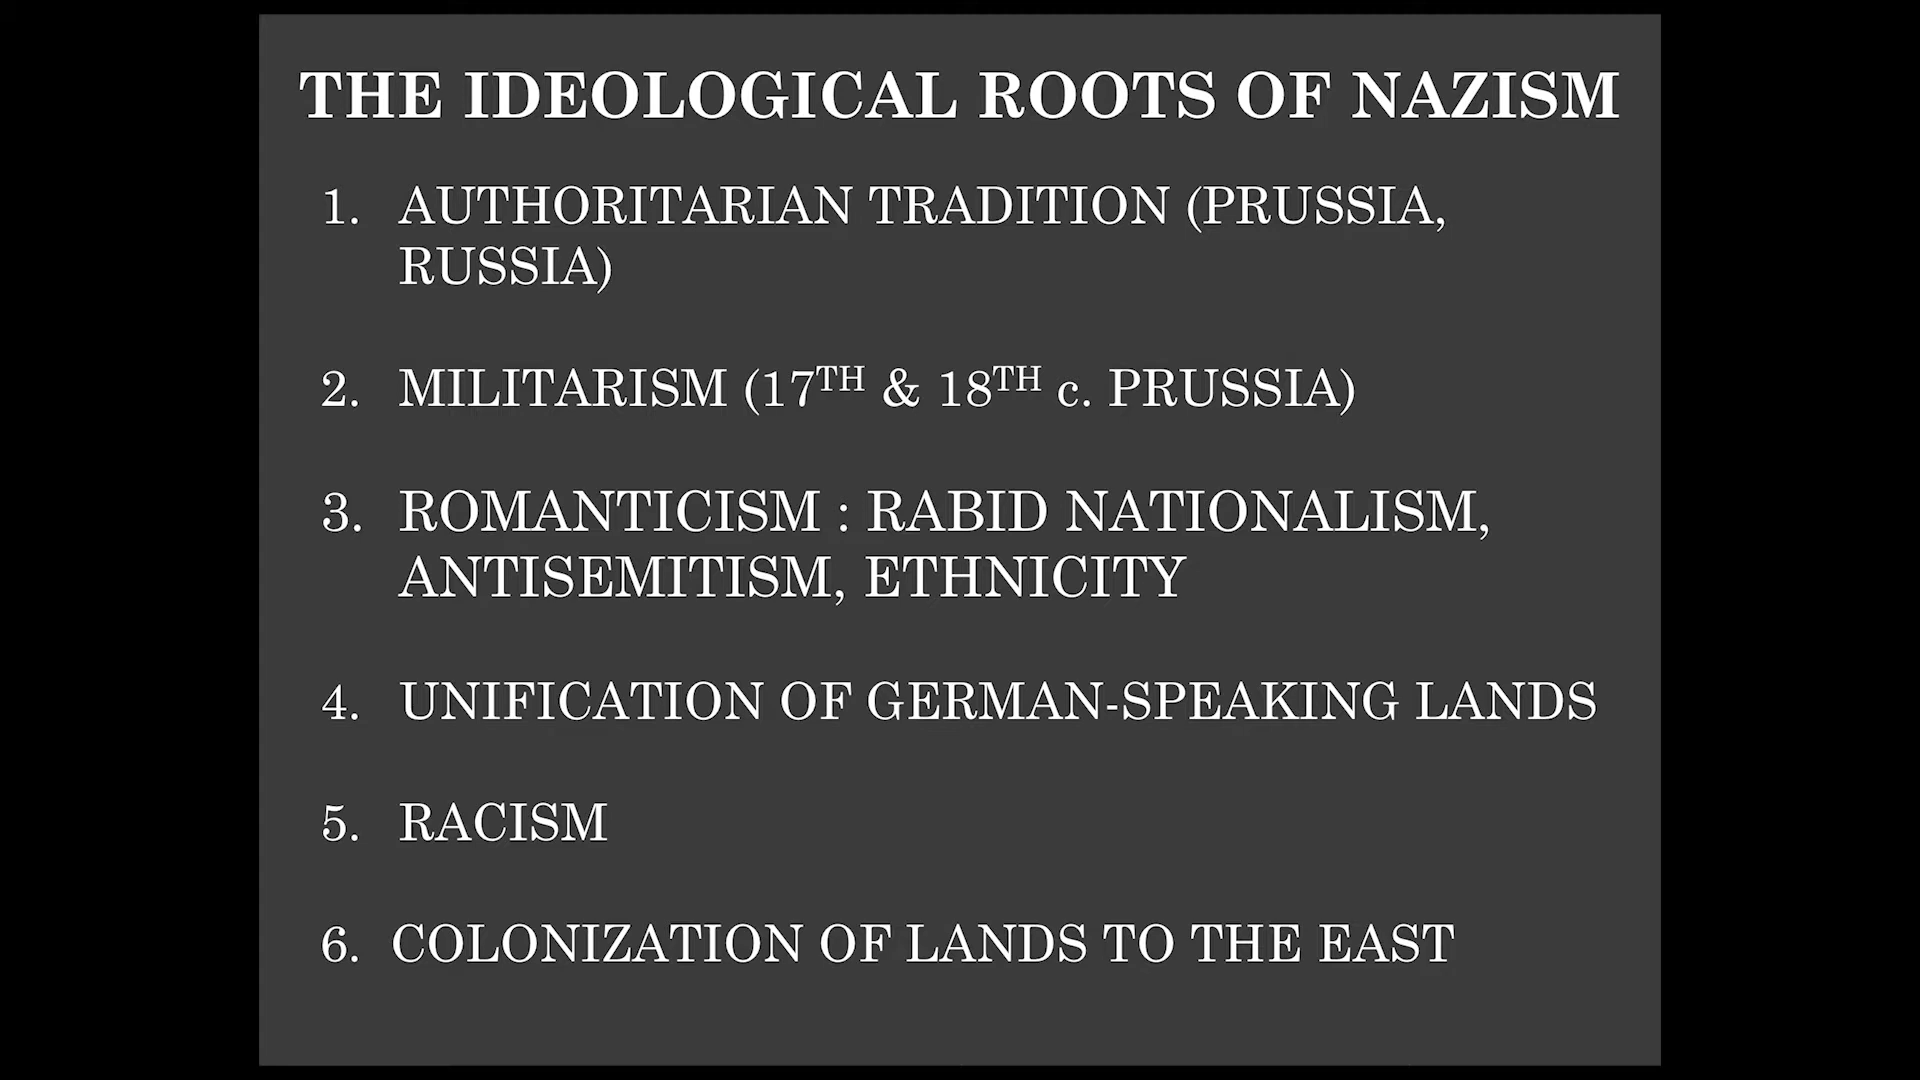 THE IDEOLOGICAL ROOTS OF NAZISM
1. AUTHORITARIAN TRADITION (PRUSSIA,
RUSSIA)
2. MILITARISM (17TH & 18TH c. PRUSSIA)
3. ROMANTICISM : RABID NATIONALISM,
ANTISEMITISM, ETHNICITY
4. UNIFICATION OF GERMAN-SPEAKING LANDS
5. RACISM
6. COLONIZATION OF LANDS TO THE EAST